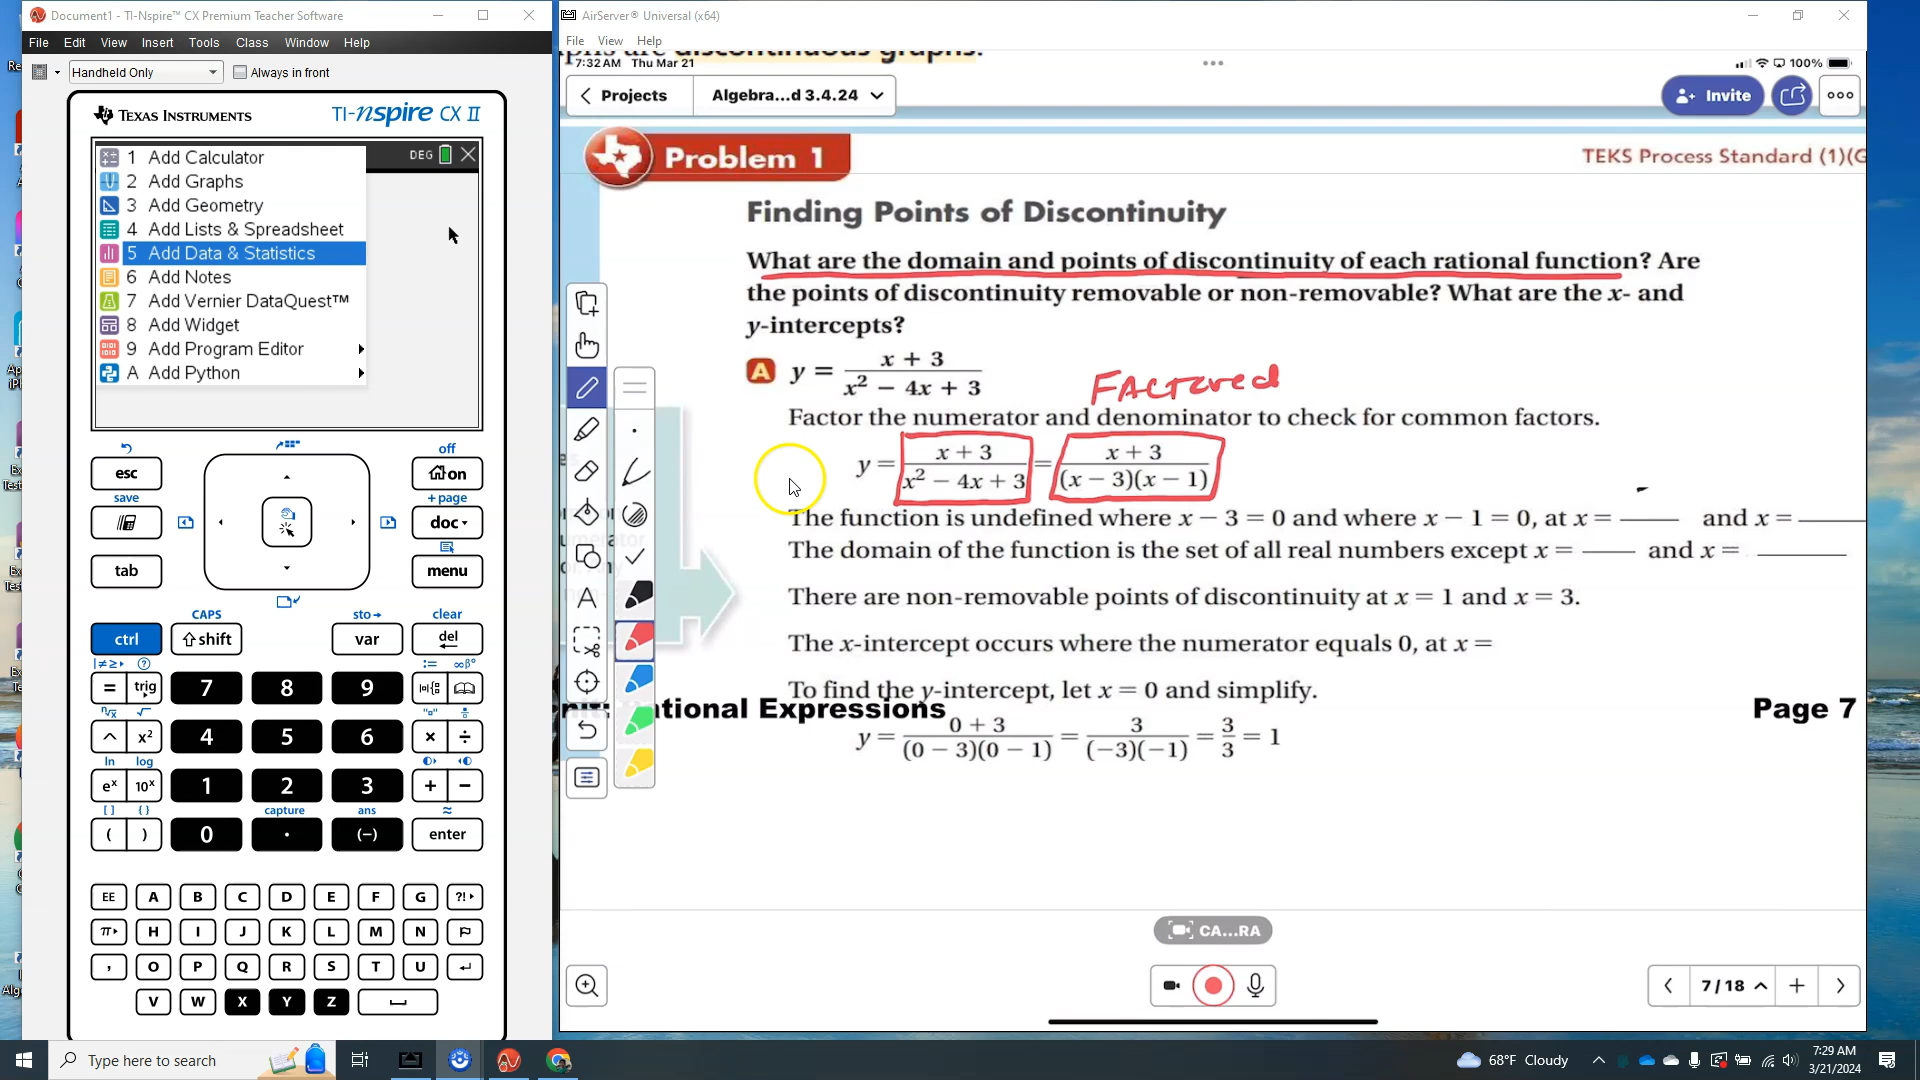 Document1 - TI-Nspire™ CX Premium Teacher Software
File Edit View Insert Tools Class Window Help
Handheld Only
Always in front
TEXAS INSTRUMENTS
TI-nspire CX II
DEG
1 Add Calculator
2 Add Graphs
3 Add Geometry
4 Add Lists & Spreadsheet
5 Add Data & Statistics
6 Add Notes
7 Add Vernier DataQuest™
8 Add Widget
9 Add Program Editor
A Add Python
off
esc
on
save
+ page
doc
tab
menu
CAPS
sto→
clear
ctrl
shift
var
del
= trig 7 8 9
^ x² 4 5 6 × ÷
ln log
eˣ 10ˣ 1 2 3 + −
[ ] { } capture ans ≈
( ) 0 . (−) enter
EE A B C D E F G ?!
π H I J K L M N
, O P Q R S T U
V W X Y Z
AirServer® Universal (x64)
File View Help
discontinuous graphs.
7:32 AM Thu Mar 21
100%
Projects
Algebra...d 3.4.24
Invite
Problem 1
TEKS Process Standard (1)(G
Finding Points of Discontinuity
What are the domain and points of discontinuity of each rational function? Are
the points of discontinuity removable or non-removable? What are the x- and
y-intercepts?
A y = (x + 3)/(x² − 4x + 3)
FACTORED
Factor the numerator and denominator to check for common factors.
y = (x + 3)/(x² − 4x + 3) = (x + 3)/((x − 3)(x − 1))
The function is undefined where x − 3 = 0 and where x − 1 = 0, at x = ____ and x = ____
The domain of the function is the set of all real numbers except x = ____ and x = ____
There are non-removable points of discontinuity at x = 1 and x = 3.
The x-intercept occurs where the numerator equals 0, at x =
To find the y-intercept, let x = 0 and simplify.
tional Expressions
Page 7
y = (0 + 3)/((0 − 3)(0 − 1)) = 3/((−3)(−1)) = 3/3 = 1
CA...RA
7/18
Type here to search
68°F Cloudy
7:29 AM
3/21/2024